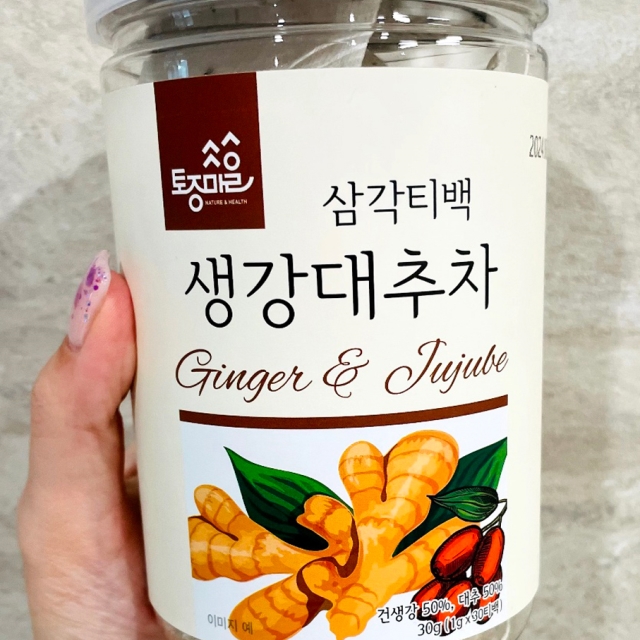 토종마을
NATURE & HEALTH
2024
삼각티백
생강대추차
Ginger & Jujube
이미지 예
건생강 50%, 대추 50%
30g (1g x 30티백)